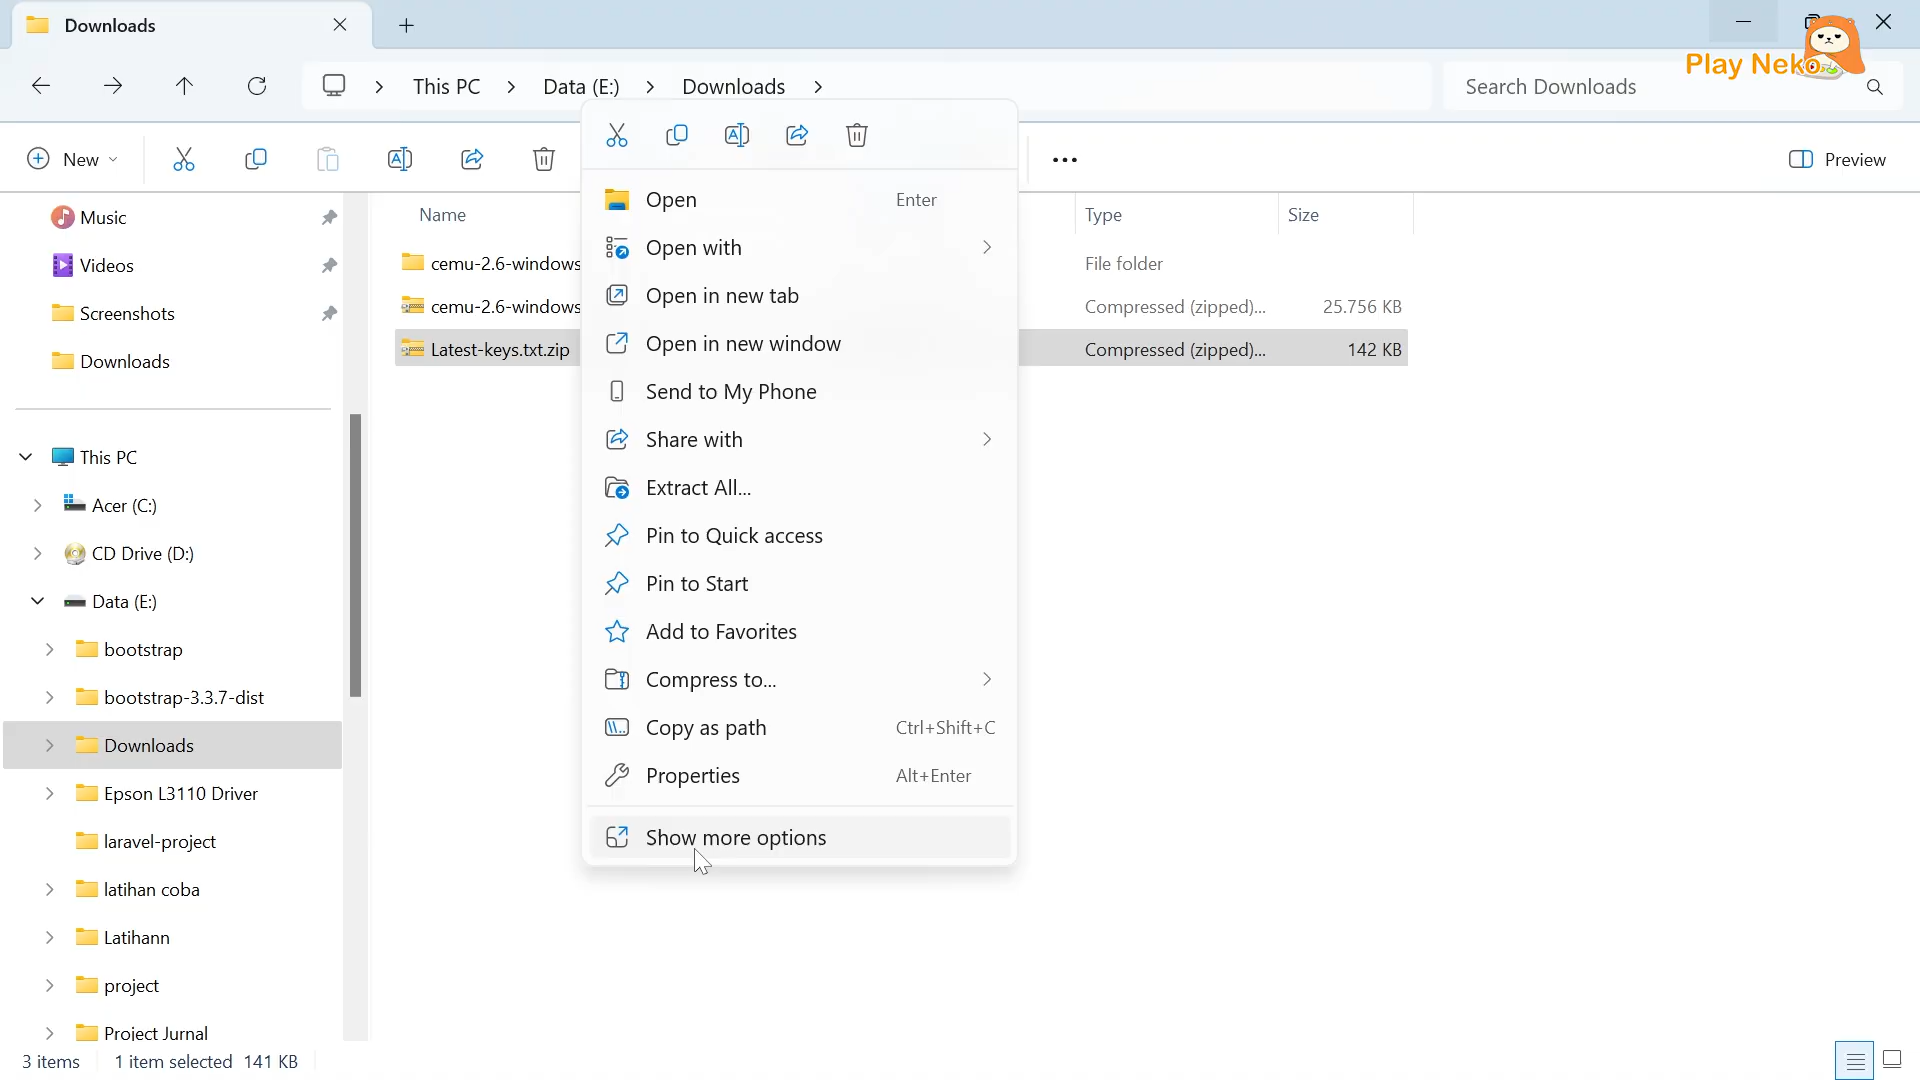 Downloads
Play Neko
This PC
Data (E:)
Downloads
Search Downloads
New
Preview
Name
Type
Size
cemu-2.6-windows
File folder
cemu-2.6-windows
Compressed (zipped)...
25.756 KB
Latest-keys.txt.zip
Compressed (zipped)...
142 KB
Music
Videos
Screenshots
Downloads
This PC
Acer (C:)
CD Drive (D:)
Data (E:)
bootstrap
bootstrap-3.3.7-dist
Downloads
Epson L3110 Driver
laravel-project
latihan coba
Latihann
project
Project Jurnal
Open Enter
Open with
Open in new tab
Open in new window
Send to My Phone
Share with
Extract All...
Pin to Quick access
Pin to Start
Add to Favorites
Compress to...
Copy as path Ctrl+Shift+C
Properties Alt+Enter
Show more options
3 items 1 item selected 141 KB